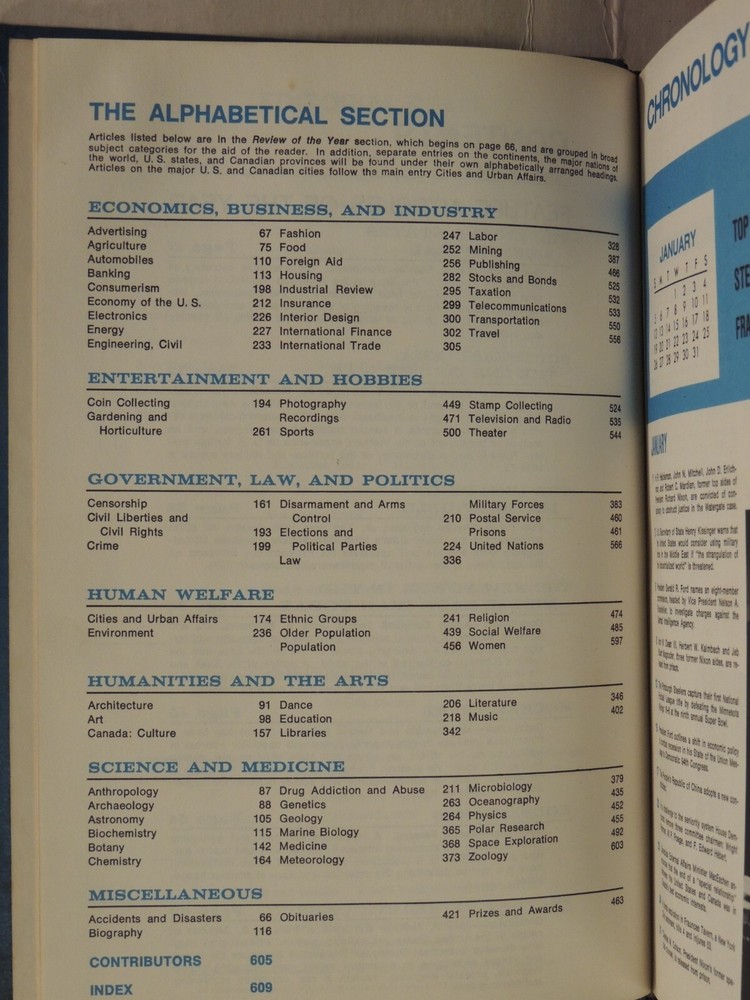 THE ALPHABETICAL SECTION
Articles listed below are in the Review of the Year section, which begins on page 66, and are grouped in broad
subject categories for the aid of the reader. In addition, separate entries on the continents, the major nations of
the world, U. S. states, and Canadian provinces will be found under their own alphabetically arranged headings.
Articles on the major U. S. and Canadian cities follow the main entry Cities and Urban Affairs.
ECONOMICS, BUSINESS, AND INDUSTRY
Advertising 67 Fashion 247 Labor 328
Agriculture 75 Food 252 Mining 387
Automobiles 110 Foreign Aid 256 Publishing 466
Banking 113 Housing 282 Stocks and Bonds 525
Consumerism 198 Industrial Review 295 Taxation 532
Economy of the U. S. 212 Insurance 299 Telecommunications 533
Electronics 226 Interior Design 300 Transportation 550
Energy 227 International Finance 302 Travel 556
Engineering, Civil 233 International Trade 305
ENTERTAINMENT AND HOBBIES
Coin Collecting 194 Photography 449 Stamp Collecting 524
Gardening and Recordings 471 Television and Radio 535
Horticulture 261 Sports 500 Theater 544
GOVERNMENT, LAW, AND POLITICS
Censorship 161 Disarmament and Arms Military Forces 383
Civil Liberties and Control 210 Postal Service 460
Civil Rights 193 Elections and Prisons 461
Crime 199 Political Parties 224 United Nations 566
Law 336
HUMAN WELFARE
Cities and Urban Affairs 174 Ethnic Groups 241 Religion 474
Environment 236 Older Population 439 Social Welfare 485
Population 456 Women 597
HUMANITIES AND THE ARTS
Architecture 91 Dance 206 Literature 346
Art 98 Education 218 Music 402
Canada: Culture 157 Libraries 342
SCIENCE AND MEDICINE
Anthropology 87 Drug Addiction and Abuse 211 Microbiology 379
Archaeology 88 Genetics 263 Oceanography 435
Astronomy 105 Geology 264 Physics 452
Biochemistry 115 Marine Biology 365 Polar Research 455
Botany 142 Medicine 368 Space Exploration 492
Chemistry 164 Meteorology 373 Zoology 603
MISCELLANEOUS
Accidents and Disasters 66 Obituaries 421 Prizes and Awards 463
Biography 116
CONTRIBUTORS 605
INDEX 609
CHRONOLOGY
JANUARY
S M T W T F S
1 2 3 4
5 6 7 8 9 10 11
12 13 14 15 16 17 18
19 20 21 22 23 24 25
26 27 28 29 30 31
TOP
STE
FRA
JANUARY